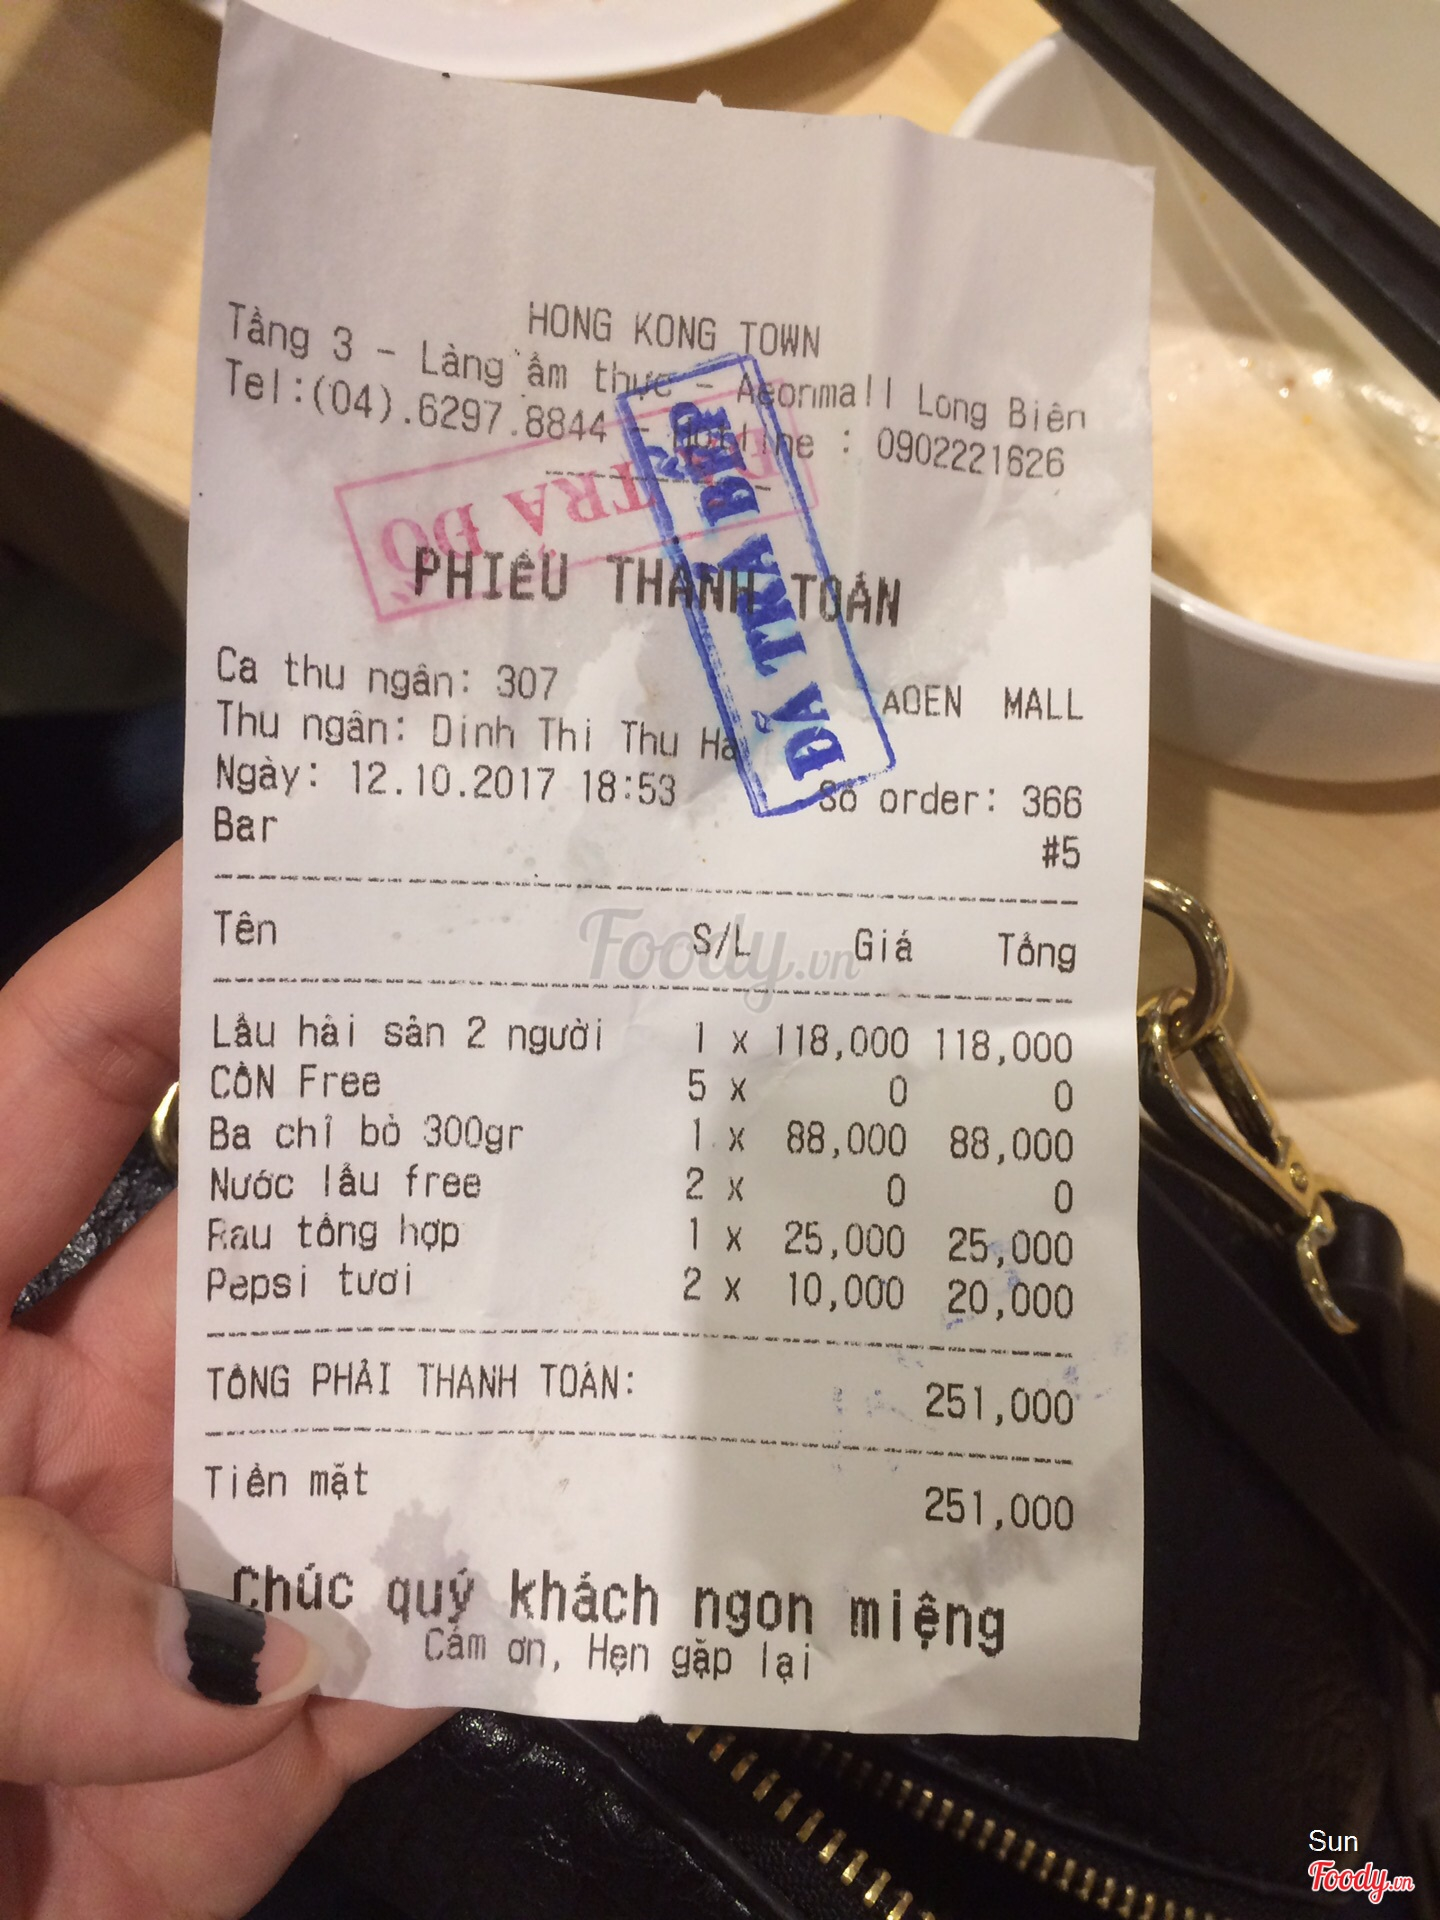 HONG KONG TOWN
Tầng 3 - Làng ẩm thực - Aeonmall Long Biên
Tel:(04).6297.8844 - Hotline : 0902221626
ĐÃ TRẢ ĐỒ
ĐÃ TRẢ BẾP
PHIẾU THANH TOÁN
Ca thu ngân: 307 AOEN MALL
Thu ngân: Dinh Thi Thu Hà
Ngày: 12.10.2017 18:53 Số order: 366
Bar #5
Tên S/L Giá Tổng
Lẩu hải sản 2 người 1 x 118,000 118,000
CỒN Free 5 x 0 0
Ba chỉ bò 300gr 1 x 88,000 88,000
Nước lẩu free 2 x 0 0
Rau tổng hợp 1 x 25,000 25,000
Pepsi tươi 2 x 10,000 20,000
TỔNG PHẢI THANH TOÁN: 251,000
Tiền mặt 251,000
Chúc quý khách ngon miệng
Cám ơn, Hẹn gặp lại
Foody.vn
Sun
Foody.vn